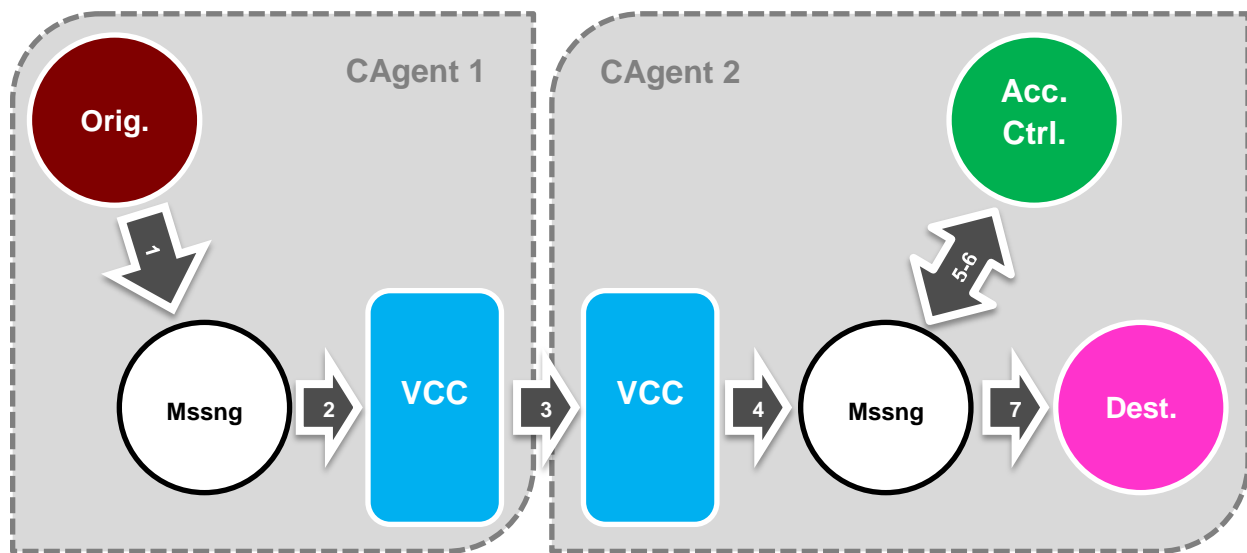 CAgent 1
CAgent 2
Orig.
Acc.
Ctrl.
1
5-6
Mssng
2
VCC
3
VCC
4
Mssng
7
Dest.